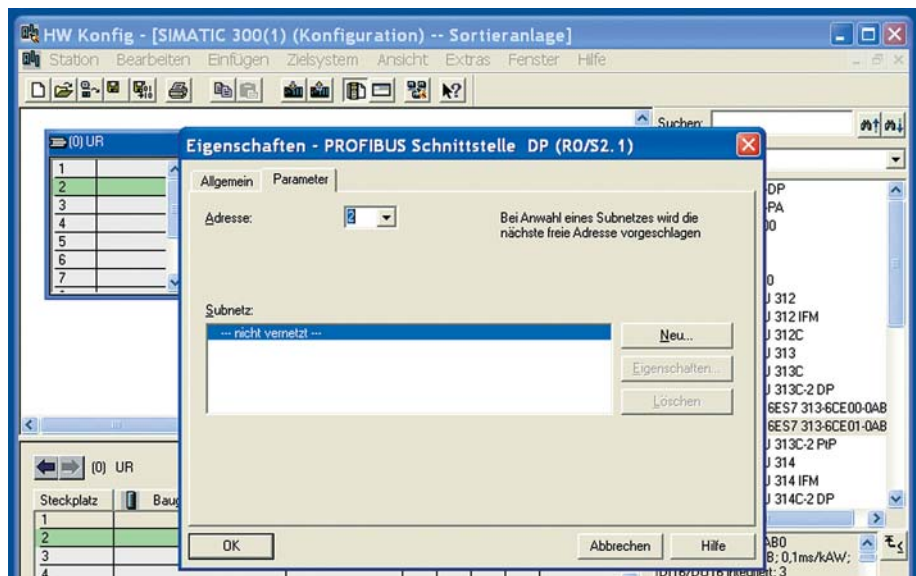 HW Konfig - [SIMATIC 300(1) (Konfiguration) -- Sortieranlage]
Station Bearbeiten Einfügen Zielsystem Ansicht Extras Fenster Hilfe
Suchen:
(0) UR
1
2
3
4
5
6
7
Eigenschaften - PROFIBUS Schnittstelle DP (R0/S2.1)
Allgemein Parameter
Adresse: 2
Bei Anwahl eines Subnetzes wird die
nächste freie Adresse vorgeschlagen
Subnetz:
--- nicht vernetzt ---
Neu...
Eigenschaften...
Löschen
OK Abbrechen Hilfe
-DP
-PA
00
0
J 312
J 312 IFM
J 312C
J 313
J 313C
J 313C-2 DP
6ES7 313-6CE00-0AB
6ES7 313-6CE01-0AB
J 313C-2 PtP
J 314
J 314 IFM
J 314C-2 DP
(0) UR
Steckplatz Baug
1
2
3
4
AB0
B; 0,1ms/kAW;